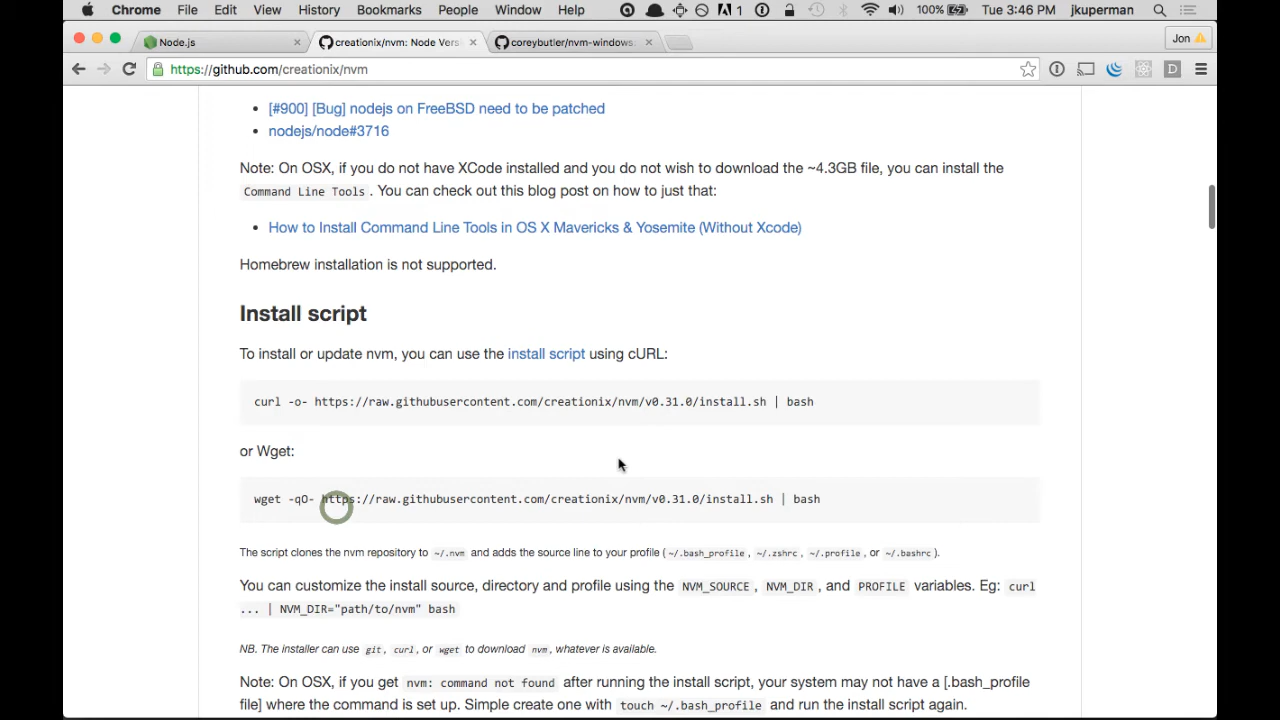 Chrome File Edit View History Bookmarks People Window Help 1 100% Tue 3:46 PM jkuperman
Node.js creationix/nvm: Node Vers coreybutler/nvm-windows: Jon
https://github.com/creationix/nvm
• [#900] [Bug] nodejs on FreeBSD need to be patched
• nodejs/node#3716
Note: On OSX, if you do not have XCode installed and you do not wish to download the ~4.3GB file, you can install the
Command Line Tools . You can check out this blog post on how to just that:
• How to Install Command Line Tools in OS X Mavericks & Yosemite (Without Xcode)
Homebrew installation is not supported.
Install script
To install or update nvm, you can use the install script using cURL:
curl -o- https://raw.githubusercontent.com/creationix/nvm/v0.31.0/install.sh | bash
or Wget:
wget -qO- https://raw.githubusercontent.com/creationix/nvm/v0.31.0/install.sh | bash
The script clones the nvm repository to ~/.nvm and adds the source line to your profile ( ~/.bash_profile , ~/.zshrc , ~/.profile , or ~/.bashrc ).
You can customize the install source, directory and profile using the NVM_SOURCE , NVM_DIR , and PROFILE variables. Eg: curl
... | NVM_DIR="path/to/nvm" bash
NB. The installer can use git , curl , or wget to download nvm , whatever is available.
Note: On OSX, if you get nvm: command not found after running the install script, your system may not have a [.bash_profile
file] where the command is set up. Simple create one with touch ~/.bash_profile and run the install script again.